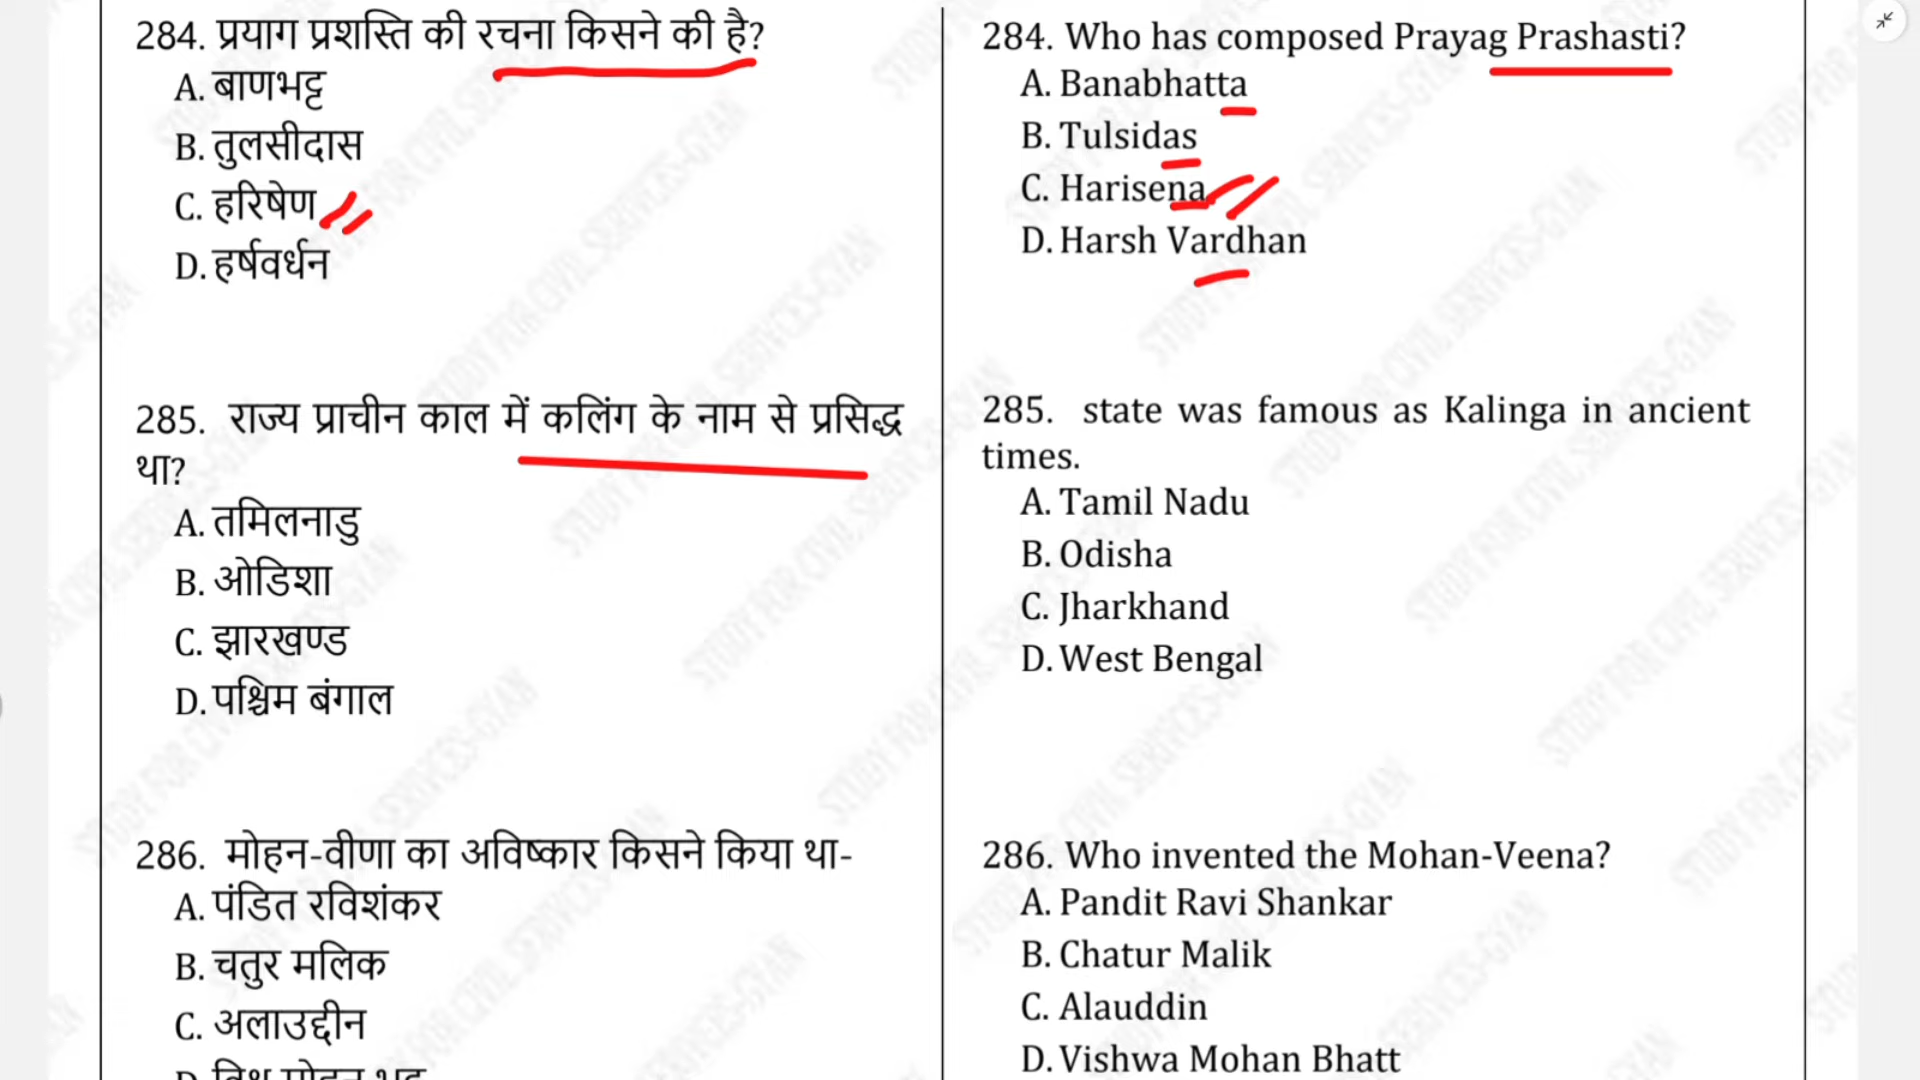 284. प्रयाग प्रशस्ति की रचना किसने की है?
A. बाणभट्ट
B. तुलसीदास
C. हरिषेण
D. हर्षवर्धन
285. राज्य प्राचीन काल में कलिंग के नाम से प्रसिद्ध
था?
A. तमिलनाडु
B. ओडिशा
C. झारखण्ड
D. पश्चिम बंगाल
286. मोहन-वीणा का अविष्कार किसने किया था-
A. पंडित रविशंकर
B. चतुर मलिक
C. अलाउद्दीन
284. Who has composed Prayag Prashasti?
A. Banabhatta
B. Tulsidas
C. Harisena
D. Harsh Vardhan
285. state was famous as Kalinga in ancient
times.
A. Tamil Nadu
B. Odisha
C. Jharkhand
D. West Bengal
286. Who invented the Mohan-Veena?
A. Pandit Ravi Shankar
B. Chatur Malik
C. Alauddin
D. Vishwa Mohan Bhatt